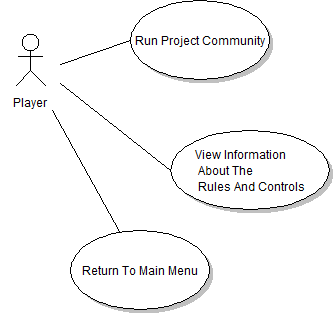 Run Project Community
Player
View Information
About The
Rules And Controls
Return To Main Menu